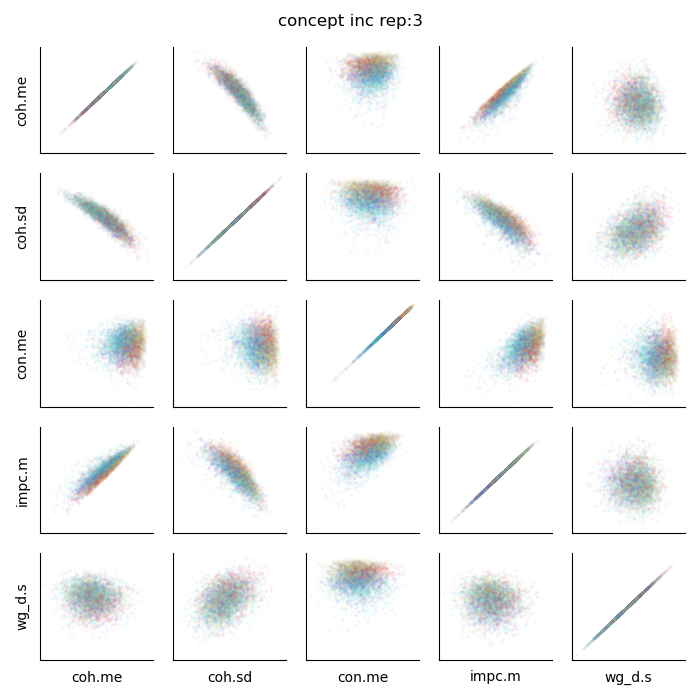 concept inc rep:3
coh.me
coh.sd
con.me
impc.m
wg_d.s
coh.me
coh.sd
con.me
impc.m
wg_d.s